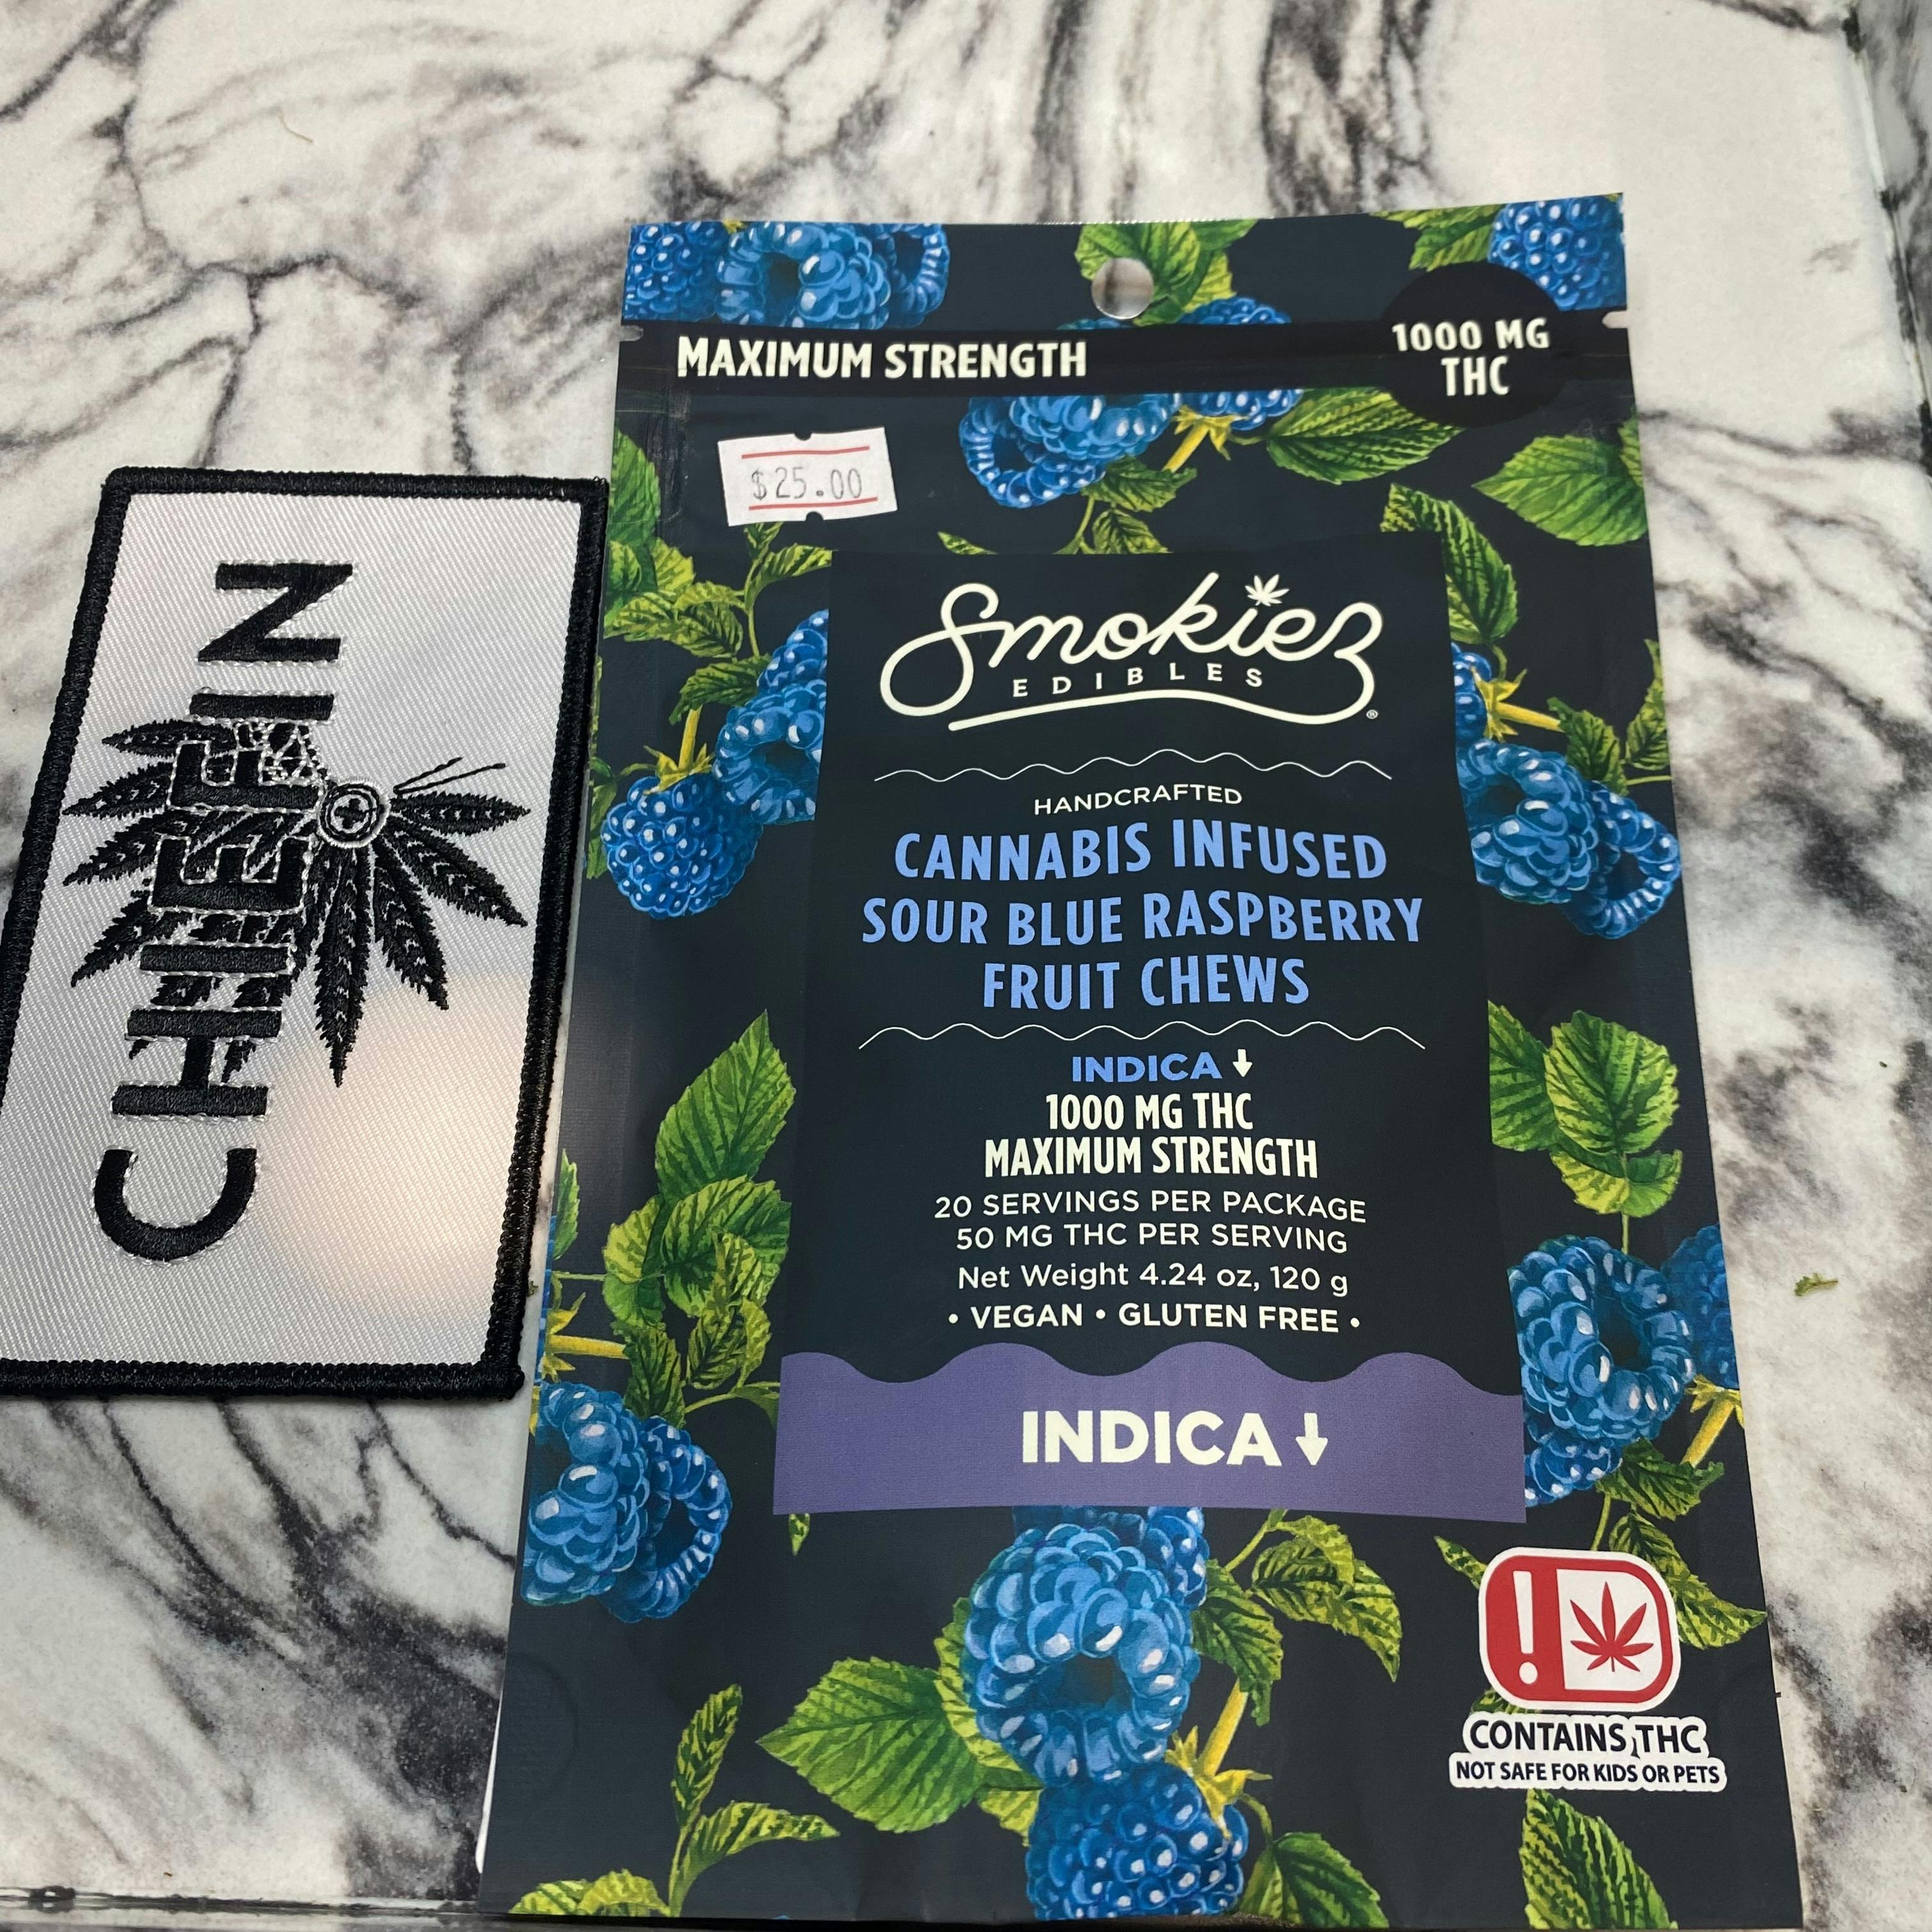 CHIEFIN
MAXIMUM STRENGTH
1000 MG
THC
$25.00
Smokiez
EDIBLES
®
HANDCRAFTED
CANNABIS INFUSED
SOUR BLUE RASPBERRY
FRUIT CHEWS
INDICA ↓
1000 MG THC
MAXIMUM STRENGTH
20 SERVINGS PER PACKAGE
50 MG THC PER SERVING
Net Weight 4.24 oz, 120 g
• VEGAN • GLUTEN FREE •
INDICA ↓
!
CONTAINS THC
NOT SAFE FOR KIDS OR PETS